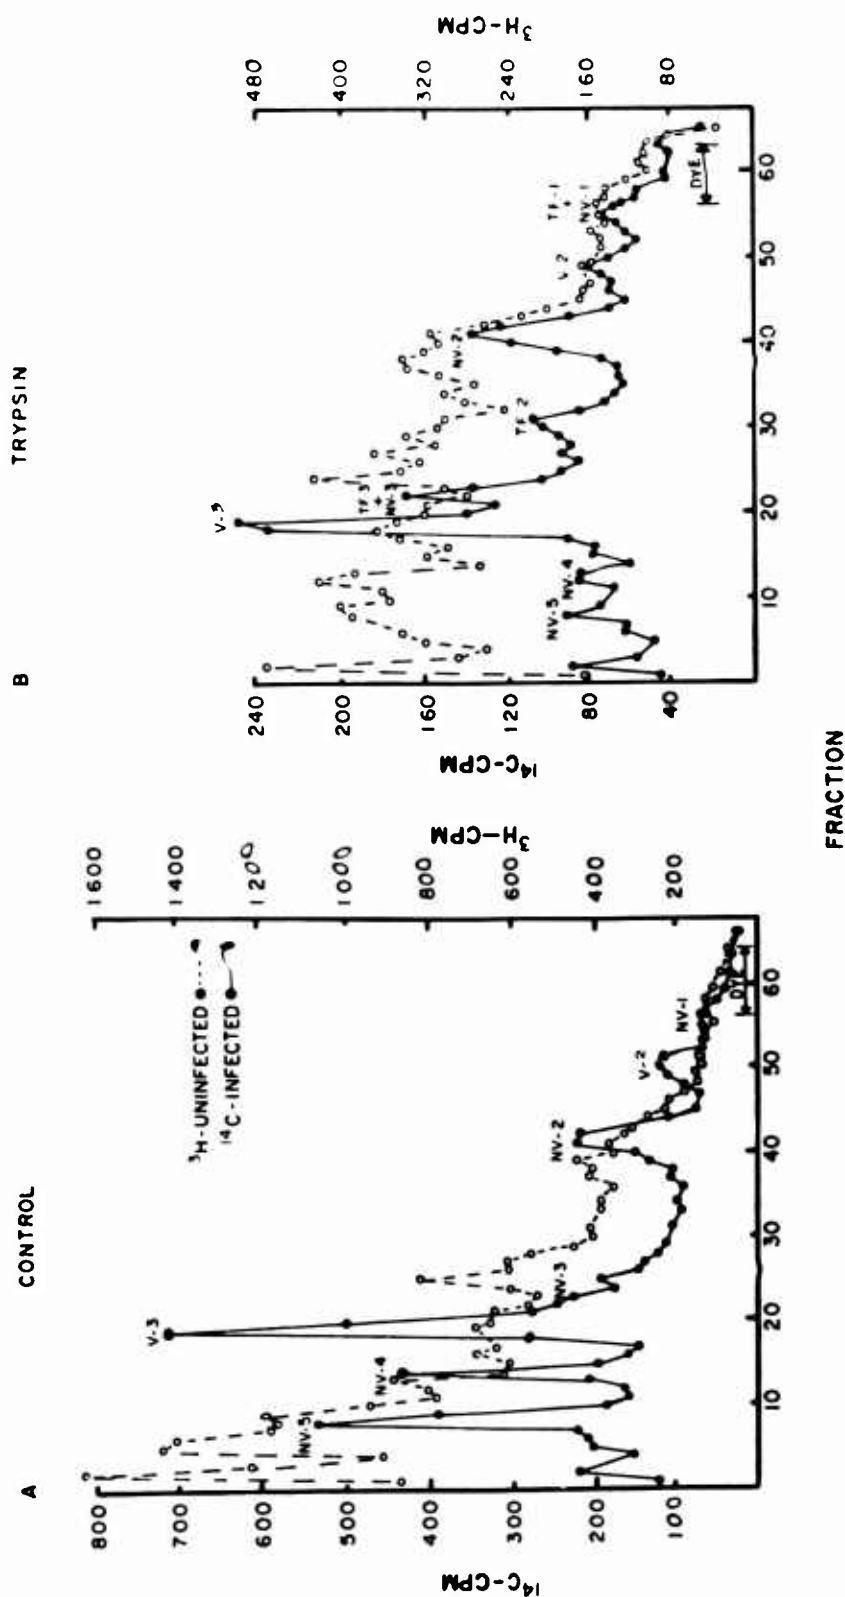 A
CONTROL
³H-UNINFECTED
¹⁴C-INFECTED
800
700
600
500
400
300
200
100
¹⁴C-CPM
1600
1400
1200
1000
800
600
400
200
³H-CPM
10
20
30
40
50
60
NV-5
NV-4
?
V-3
NV-3
NV-2
V-2
NV-1
DYE
B
TRYPSIN
240
200
160
120
80
40
¹⁴C-CPM
480
400
320
240
160
80
³H-CPM
10
20
30
40
50
60
NV-5
NV-4
V-3
TF-3
+
NV-3
TF-2
NV-2
V-2
TF-1
+
NV-1
DYE
FRACTION